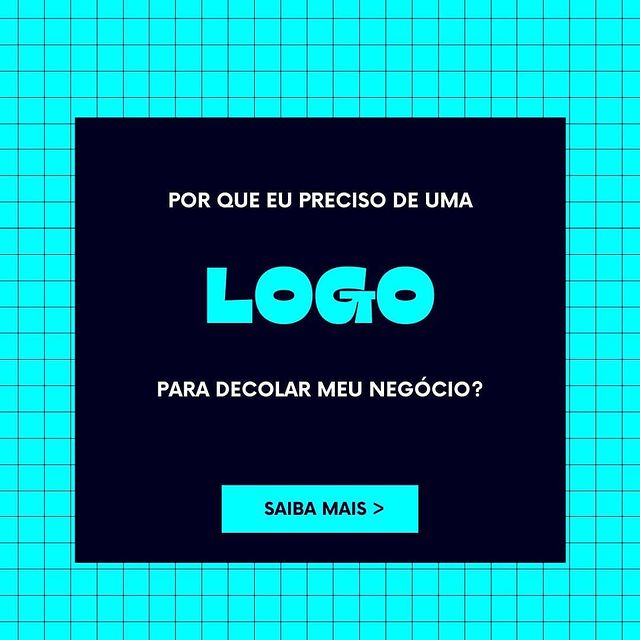 POR QUE EU PRECISO DE UMA
LOGO
PARA DECOLAR MEU NEGÓCIO?
SAIBA MAIS >